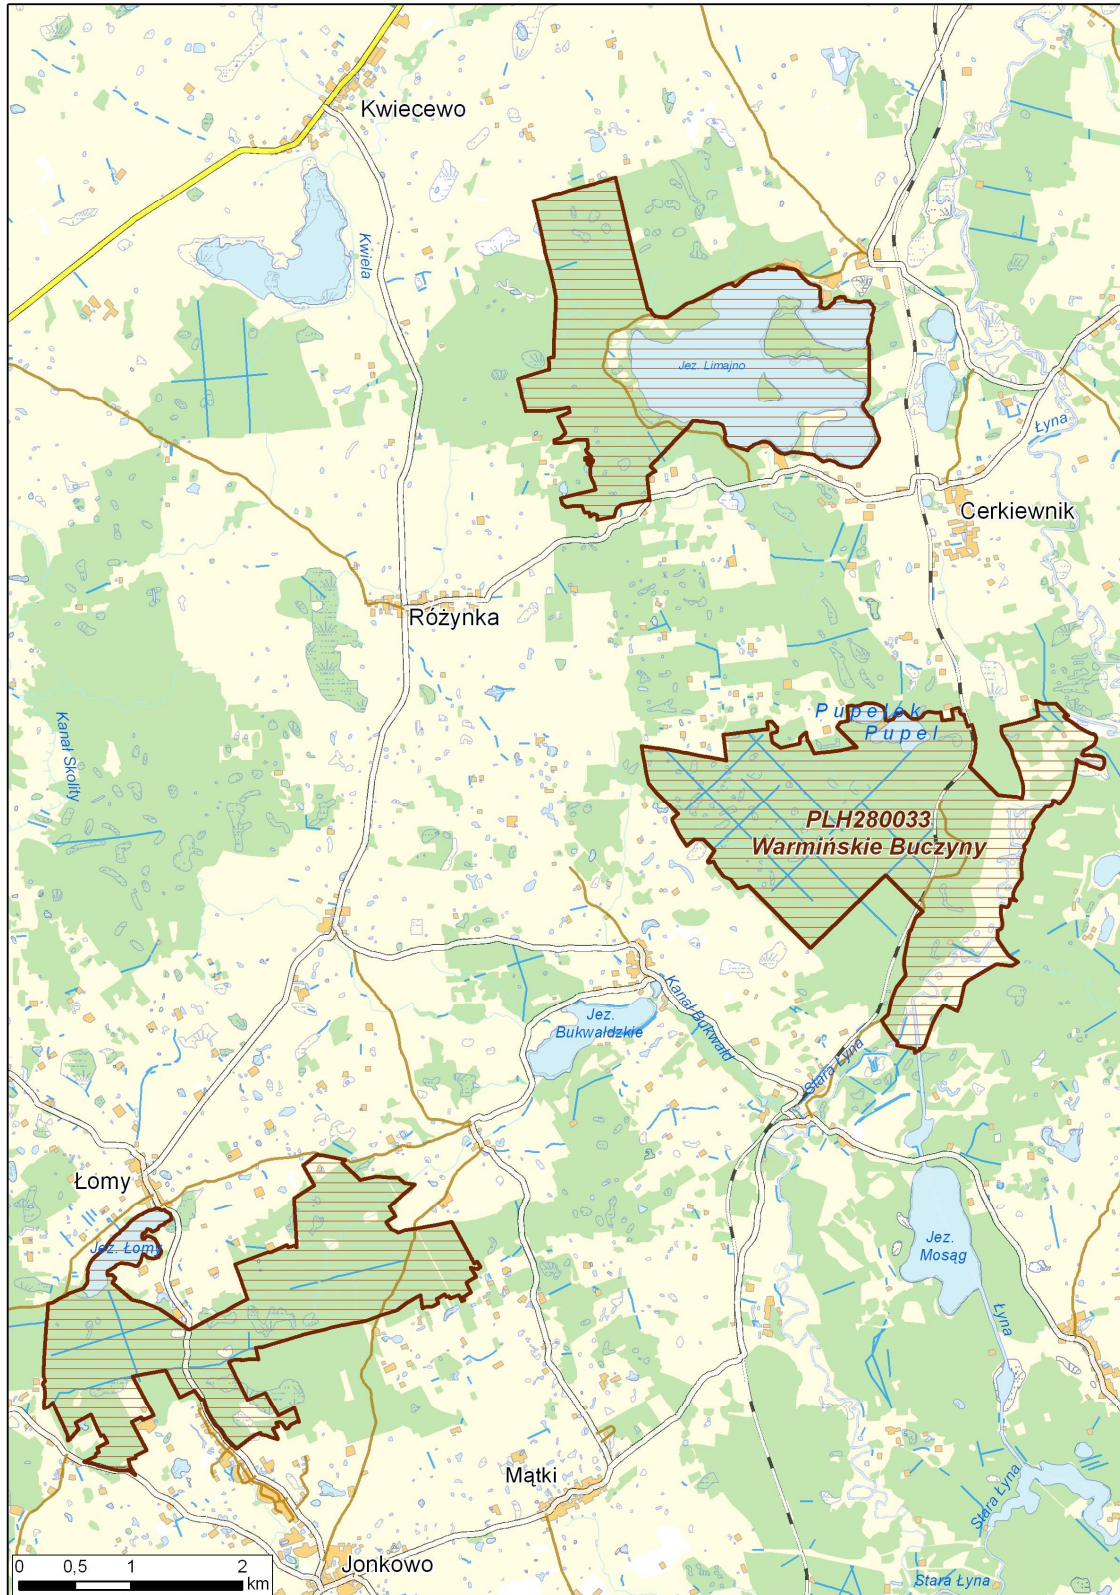 Kwiecewo
Kwiela
Jez. Limajno
Łyna
Cerkiewnik
Różynka
Kanał Skolity
Pupelek
Pupel
PLH280033
Warmińskie Buczyny
Jez.
Bukwałdzkie
Kanał Bukwałd
Stara Łyna
Łomy
Jez. Łomy
Jez.
Mosąg
Łyna
Mątki
Stara Łyna
Jonkowo
Stara Łyna
0 0,5 1 2
km